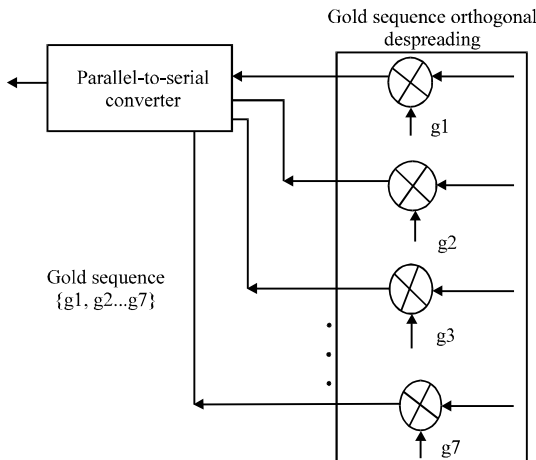 Gold sequence orthogonal
despreading
Parallel-to-serial
converter
g1
g2
Gold sequence
{g1, g2...g7}
g3
g7